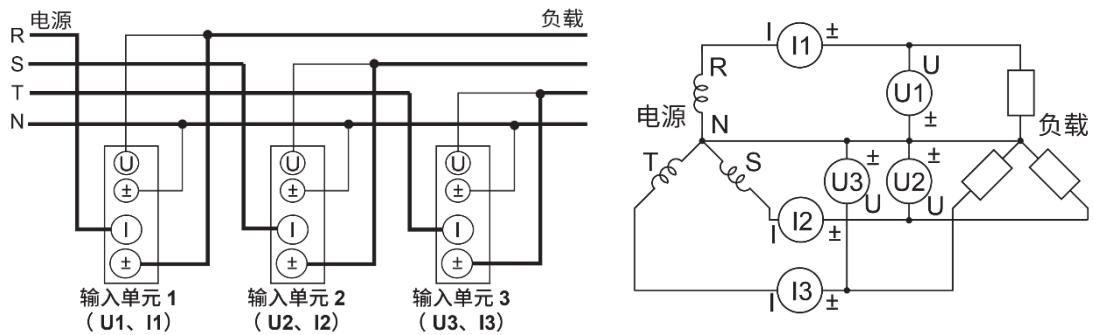 电源
负载
R
S
T
N
U
±
I
±
U
±
I
±
U
±
I
±
输入单元 1
(U1、I1)
输入单元 2
(U2、I2)
输入单元 3
(U3、I3)
I
I1
±
R
U
U1
±
电源
N
负载
T
S
U3
±
U
U2
±
U
I
I2
±
I
I3
±